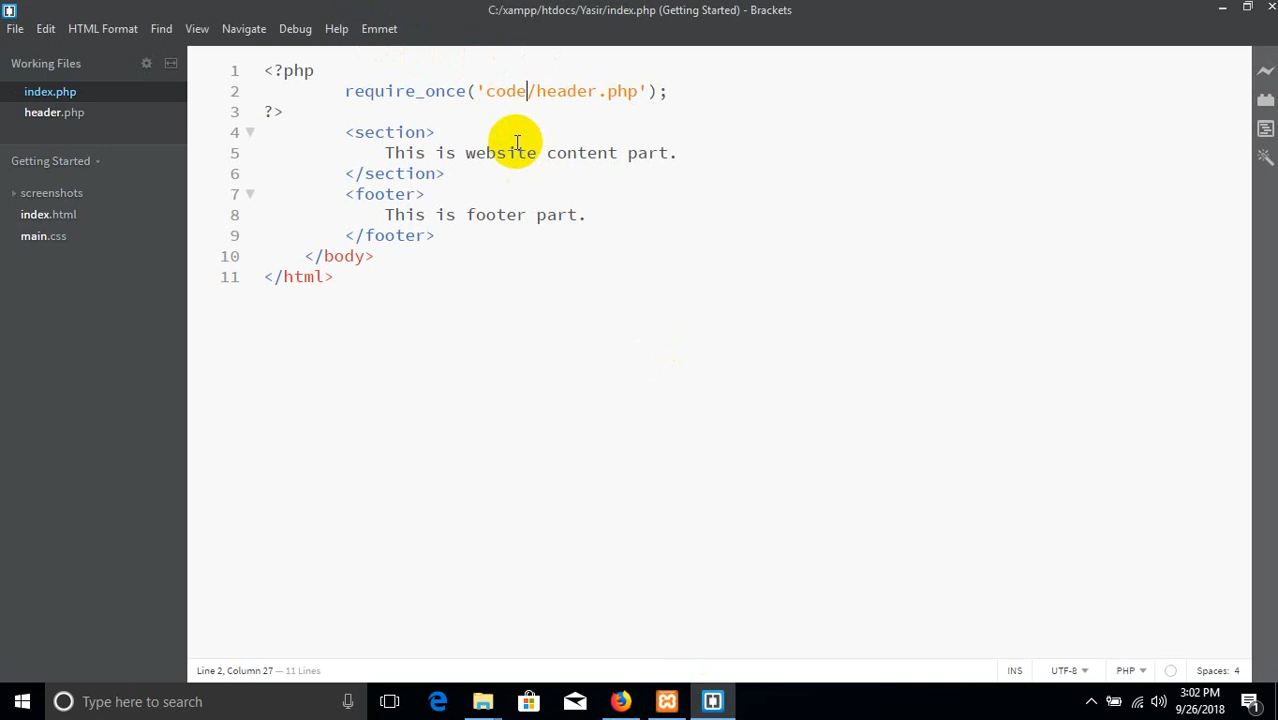 C:/xampp/htdocs/Yasir/index.php (Getting Started) - Brackets
File Edit HTML Format Find View Navigate Debug Help Emmet
Working Files
index.php
header.php
Getting Started
screenshots
index.html
main.css
1 <?php
2 require_once('code/header.php');
3 ?>
4 <section>
5 This is website content part.
6 </section>
7 <footer>
8 This is footer part.
9 </footer>
10 </body>
11 </html>
Line 2, Column 27 — 11 Lines
INS UTF-8 PHP Spaces: 4
Type here to search
3:02 PM
9/26/2018
1